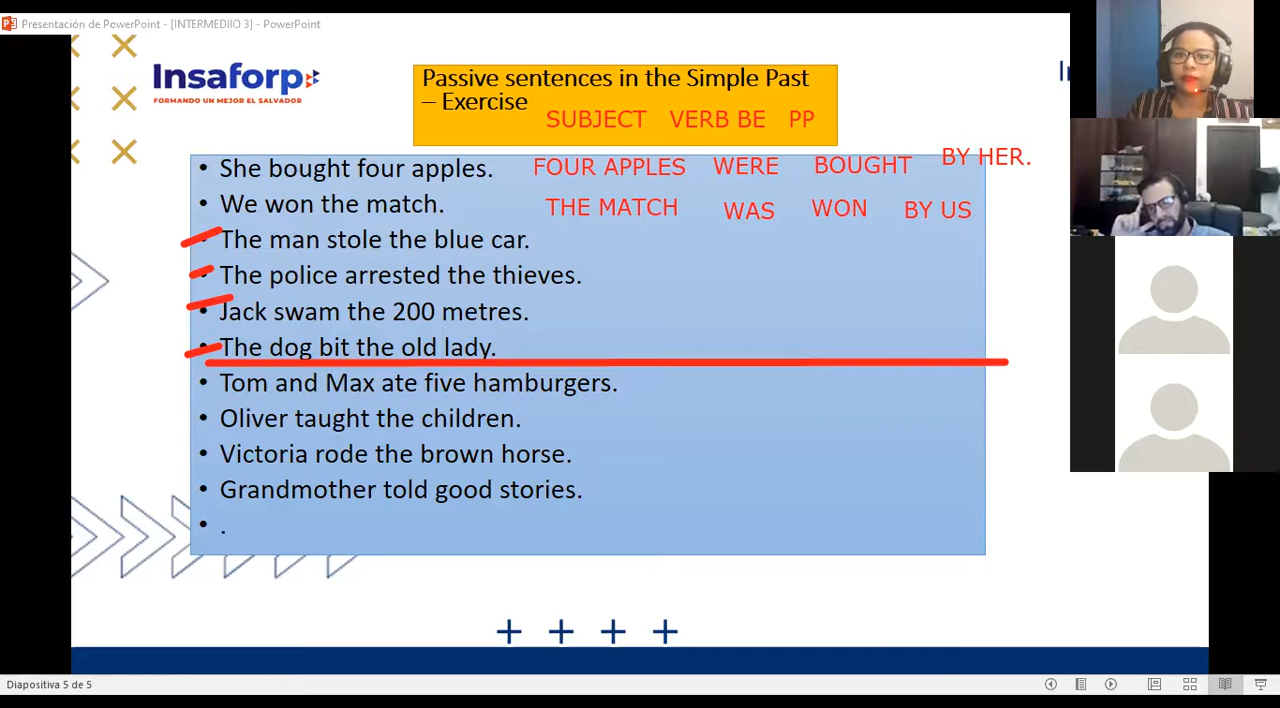 Presentación de PowerPoint - [INTERMEDIIO 3] - PowerPoint
Insaforp
FORMANDO UN MEJOR EL SALVADOR
Passive sentences in the Simple Past
– Exercise
SUBJECT VERB BE PP
• She bought four apples. FOUR APPLES WERE BOUGHT BY HER.
• We won the match. THE MATCH WAS WON BY US
• The man stole the blue car.
• The police arrested the thieves.
• Jack swam the 200 metres.
• The dog bit the old lady.
• Tom and Max ate five hamburgers.
• Oliver taught the children.
• Victoria rode the brown horse.
• Grandmother told good stories.
• .
Diapositiva 5 de 5